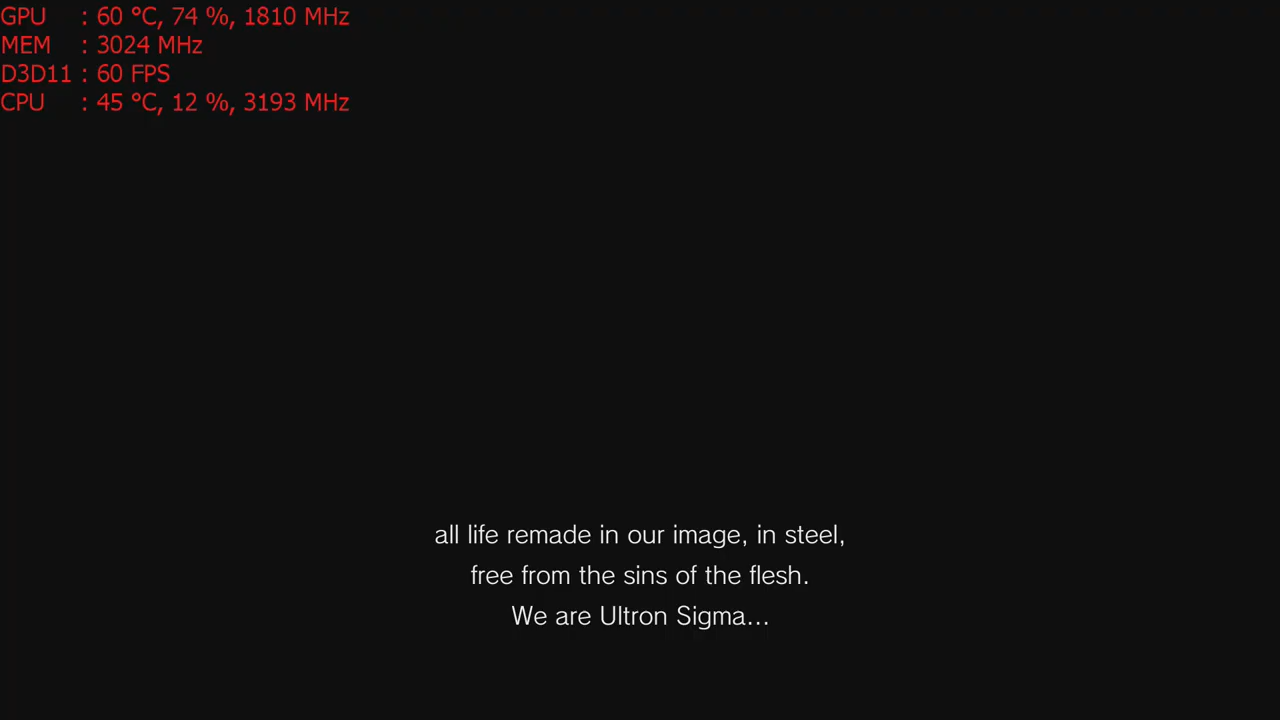 GPU : 60 °C, 74 %, 1810 MHz
MEM : 3024 MHz
D3D11 : 60 FPS
CPU : 45 °C, 12 %, 3193 MHz
all life remade in our image, in steel,
free from the sins of the flesh.
We are Ultron Sigma...